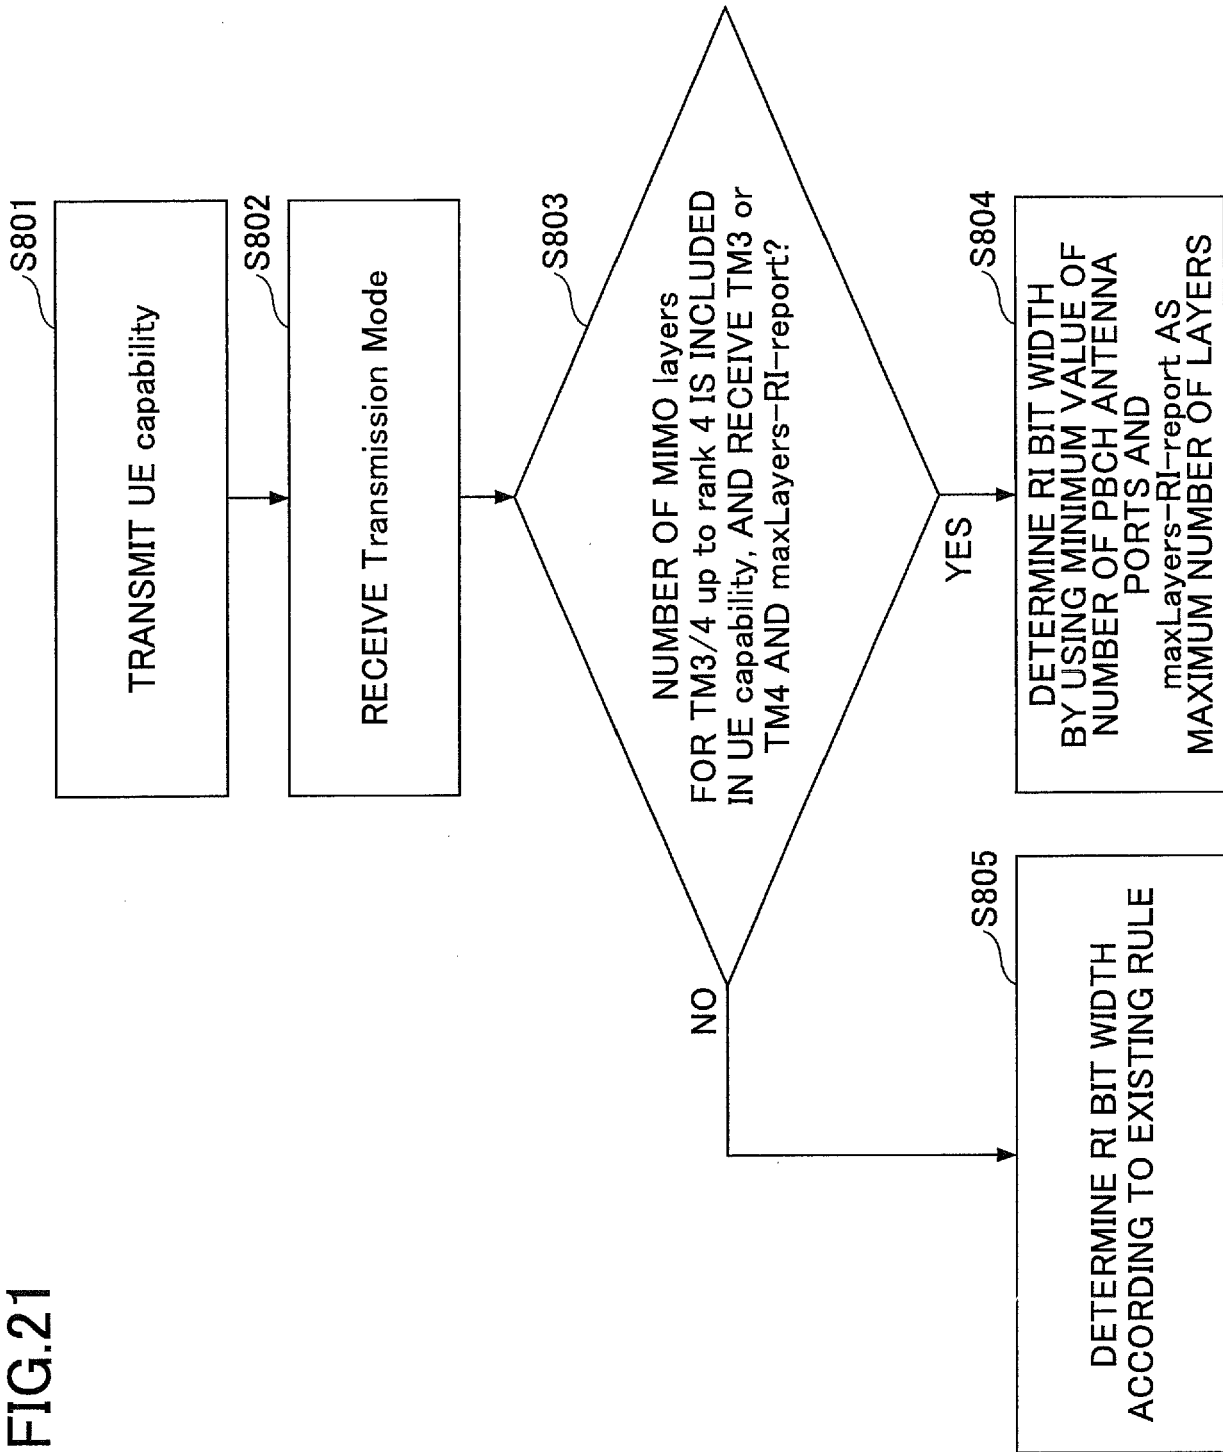 FIG.21
S801
TRANSMIT UE capability
S802
RECEIVE Transmission Mode
S803
NUMBER OF MIMO layers
FOR TM3/4 up to rank 4 IS INCLUDED
IN UE capability, AND RECEIVE TM3 or
TM4 AND maxLayers-RI-report?
NO
YES
S805
DETERMINE RI BIT WIDTH
ACCORDING TO EXISTING RULE
S804
DETERMINE RI BIT WIDTH
BY USING MINIMUM VALUE OF
NUMBER OF PBCH ANTENNA
PORTS AND
maxLayers-RI-report AS
MAXIMUM NUMBER OF LAYERS